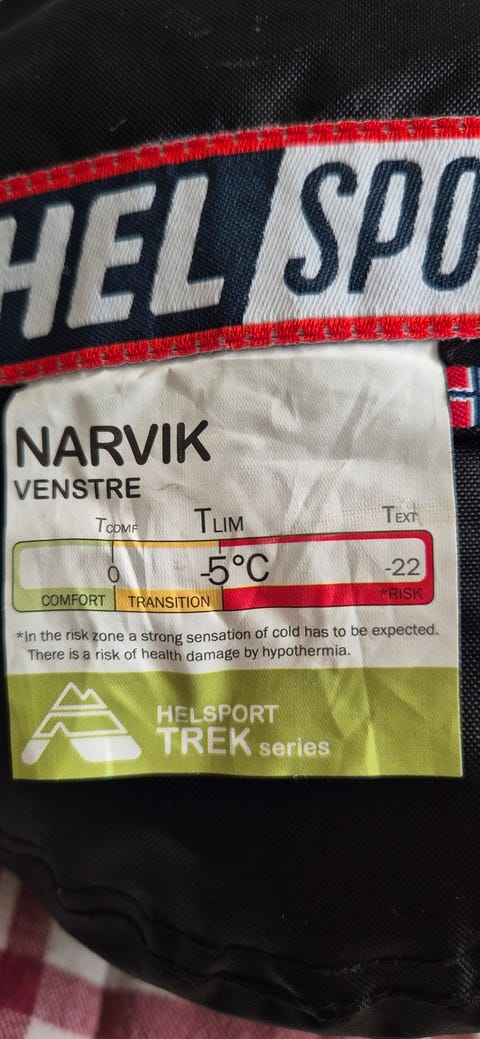 HEL SPO
NARVIK
VENSTRE
TCOMF TLIM TEXT
0 -5°C -22
COMFORT TRANSITION *RISK
*In the risk zone a strong sensation of cold has to be expected.
There is a risk of health damage by hypothermia.
HELSPORT
TREK series